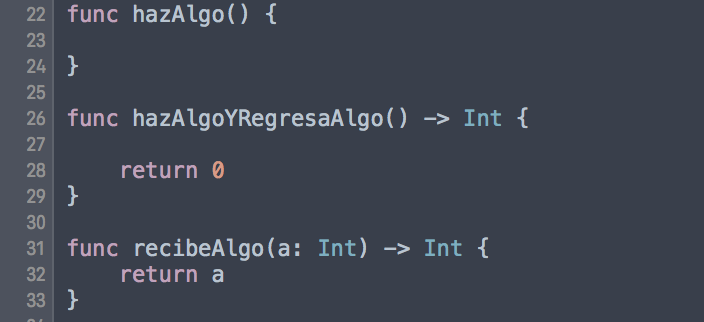 22 func hazAlgo() {
23
24 }
25
26 func hazAlgoYRegresaAlgo() -> Int {
27
28     return 0
29 }
30
31 func recibeAlgo(a: Int) -> Int {
32     return a
33 }